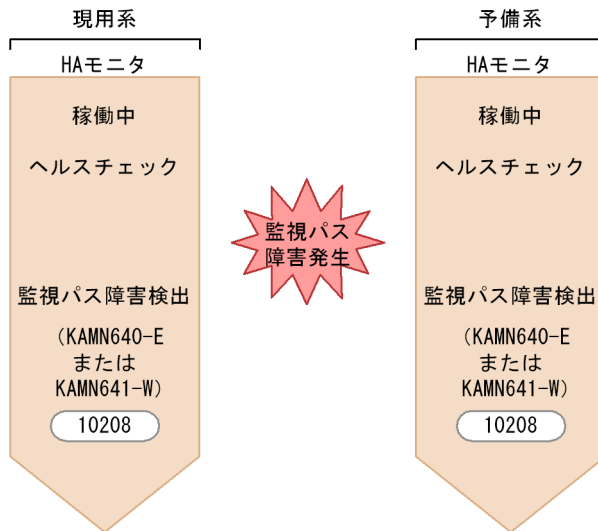 現用系
HAモニタ
稼働中
ヘルスチェック
監視パス障害検出
（KAMN640-E
または
KAMN641-W）
10208
監視パス
障害発生
予備系
HAモニタ
稼働中
ヘルスチェック
監視パス障害検出
（KAMN640-E
または
KAMN641-W）
10208